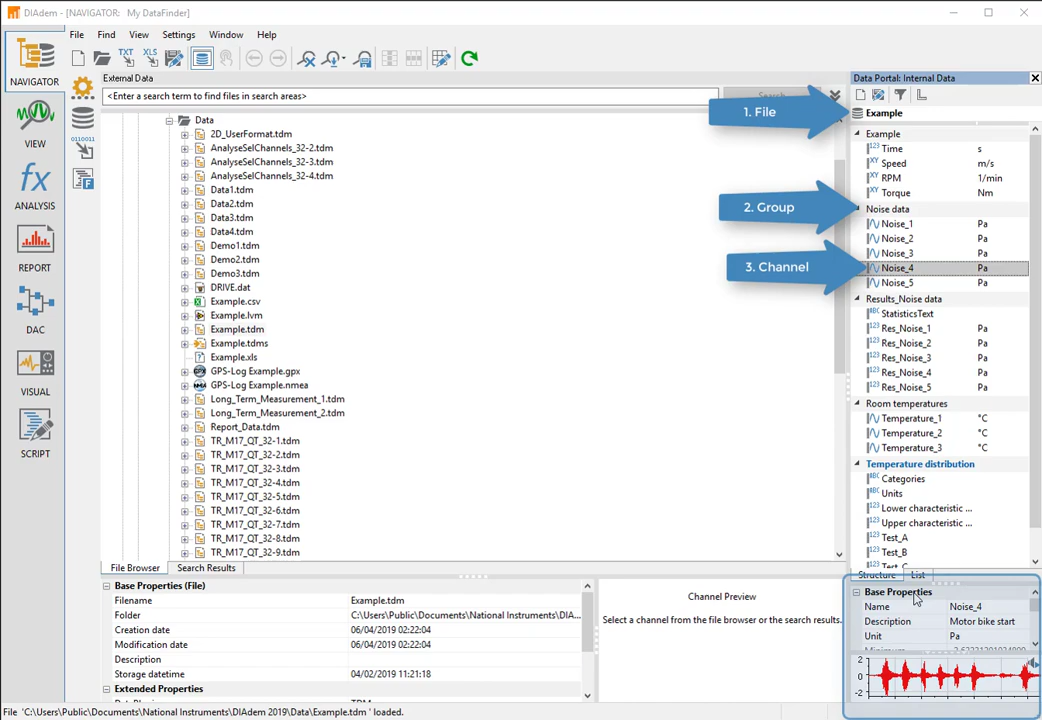 DIAdem - [NAVIGATOR:  My DataFinder]
File Find View Settings Window Help
TXT XLS
NAVIGATOR
VIEW
ANALYSIS
REPORT
DAC
VISUAL
SCRIPT
External Data
<Enter a search term to find files in search areas>
Search
Data
2D_UserFormat.tdm
AnalyseSelChannels_32-2.tdm
AnalyseSelChannels_32-3.tdm
AnalyseSelChannels_32-4.tdm
Data1.tdm
Data2.tdm
Data3.tdm
Data4.tdm
Demo1.tdm
Demo2.tdm
Demo3.tdm
DRIVE.dat
Example.csv
Example.lvm
Example.tdm
Example.tdms
Example.xls
GPS-Log Example.gpx
GPS-Log Example.nmea
Long_Term_Measurement_1.tdm
Long_Term_Measurement_2.tdm
Report_Data.tdm
TR_M17_QT_32-1.tdm
TR_M17_QT_32-2.tdm
TR_M17_QT_32-3.tdm
TR_M17_QT_32-4.tdm
TR_M17_QT_32-5.tdm
TR_M17_QT_32-6.tdm
TR_M17_QT_32-7.tdm
TR_M17_QT_32-8.tdm
TR_M17_QT_32-9.tdm
File Browser Search Results
Base Properties (File)
Filename Example.tdm
Folder C:\Users\Public\Documents\National Instruments\DIAde...
Creation date 06/04/2019 02:22:04
Modification date 06/04/2019 02:22:04
Description
Storage datetime 04/02/2019 11:21:18
Extended Properties
Channel Preview
Select a channel from the file browser or the search results.
Data Portal: Internal Data
1. File
Example
Example
Time s
Speed m/s
RPM 1/min
Torque Nm
2. Group
Noise data
Noise_1 Pa
Noise_2 Pa
Noise_3 Pa
3. Channel
Noise_4 Pa
Noise_5 Pa
Results_Noise data
StatisticsText
Res_Noise_1 Pa
Res_Noise_2 Pa
Res_Noise_3 Pa
Res_Noise_4 Pa
Res_Noise_5 Pa
Room temperatures
Temperature_1 °C
Temperature_2 °C
Temperature_3 °C
Temperature distribution
Categories
Units
Lower characteristic ...
Upper characteristic ...
Test_A
Test_B
Structure List
Base Properties
Name Noise_4
Description Motor bike start
Unit Pa
2
0
-2
File  'C:\Users\Public\Documents\National Instruments\DIAdem 2019\Data\Example.tdm ' loaded.